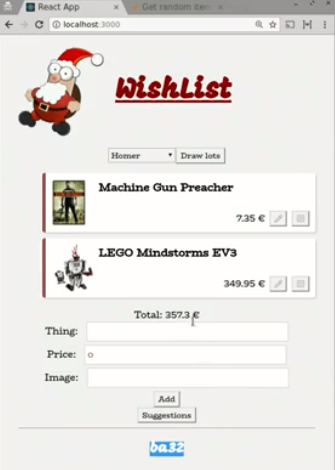 React App
Get random item
localhost:3000
WishList
Homer
Draw lots
Machine Gun Preacher
7.35 €
LEGO Mindstorms EV3
349.95 €
Total: 357.3 €
Thing:
Price:
0
Image:
Add
Suggestions
ba32